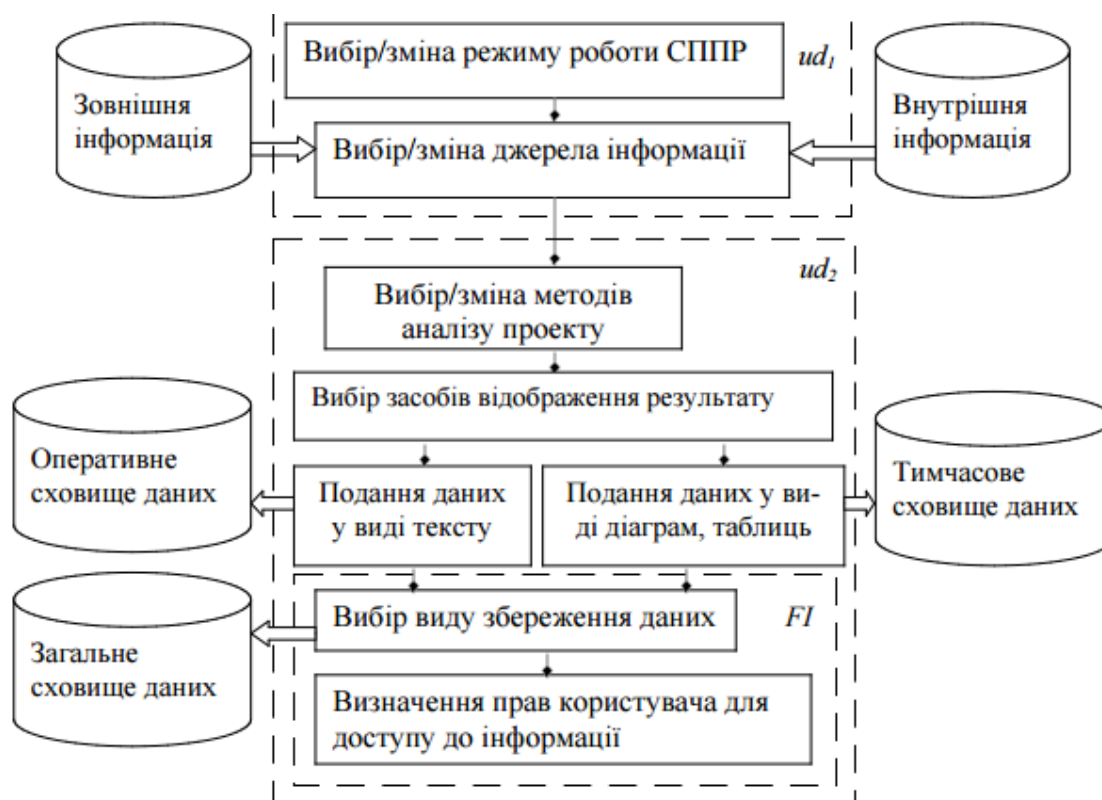 Вибір/зміна режиму роботи СППР
ud1
Зовнішня
інформація
Вибір/зміна джерела інформації
Внутрішня
інформація
ud2
Вибір/зміна методів
аналізу проекту
Вибір засобів відображення результату
Оперативне
сховище даних
Подання даних
у виді тексту
Подання даних у ви-
ді діаграм, таблиць
Тимчасове
сховище даних
Вибір виду збереження даних
FI
Загальне
сховище даних
Визначення прав користувача для
доступу до інформації